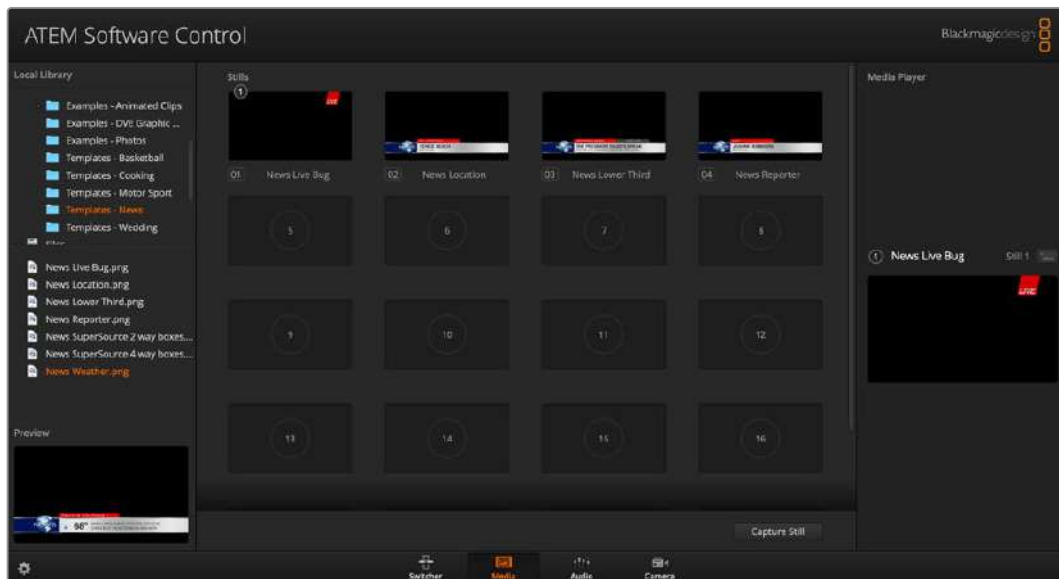 ATEM Software Control
Blackmagicdesign
Local Library
Examples - Animated Clips
Examples - DVE Graphic ...
Examples - Photos
Templates - Basketball
Templates - Cooking
Templates - Motor Sport
Templates - News
Templates - Wedding
News Live Bug.png
News Location.png
News Lower Third.png
News Reporter.png
News SuperSource 2 way boxes....
News SuperSource 4 way boxes....
News Weather.png
Preview
98°
Stills
1
LIVE
01 News Live Bug
02 News Location
03 News Lower Third
04 News Reporter
5
6
7
8
9
10
11
12
13
14
15
16
Capture Still
Media Player
1 News Live Bug Still 1
LIVE
Switcher
Media
Audio
Camera